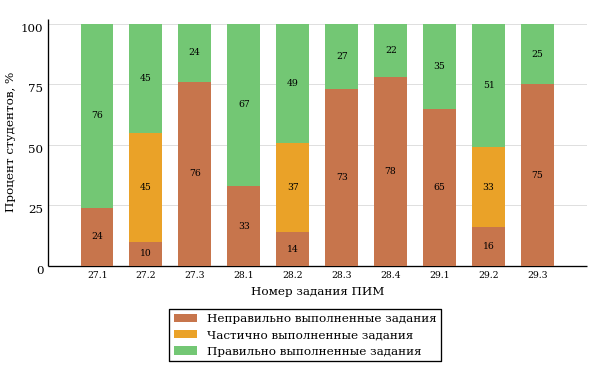 100
75
50
25
0
Процент студентов, %
76 45 24 67 49 27 22 35 51 25
45 37 33
24 10 76 33 14 73 78 65 16 75
27.1 27.2 27.3 28.1 28.2 28.3 28.4 29.1 29.2 29.3
Номер задания ПИМ
Неправильно выполненные задания
Частично выполненные задания
Правильно выполненные задания